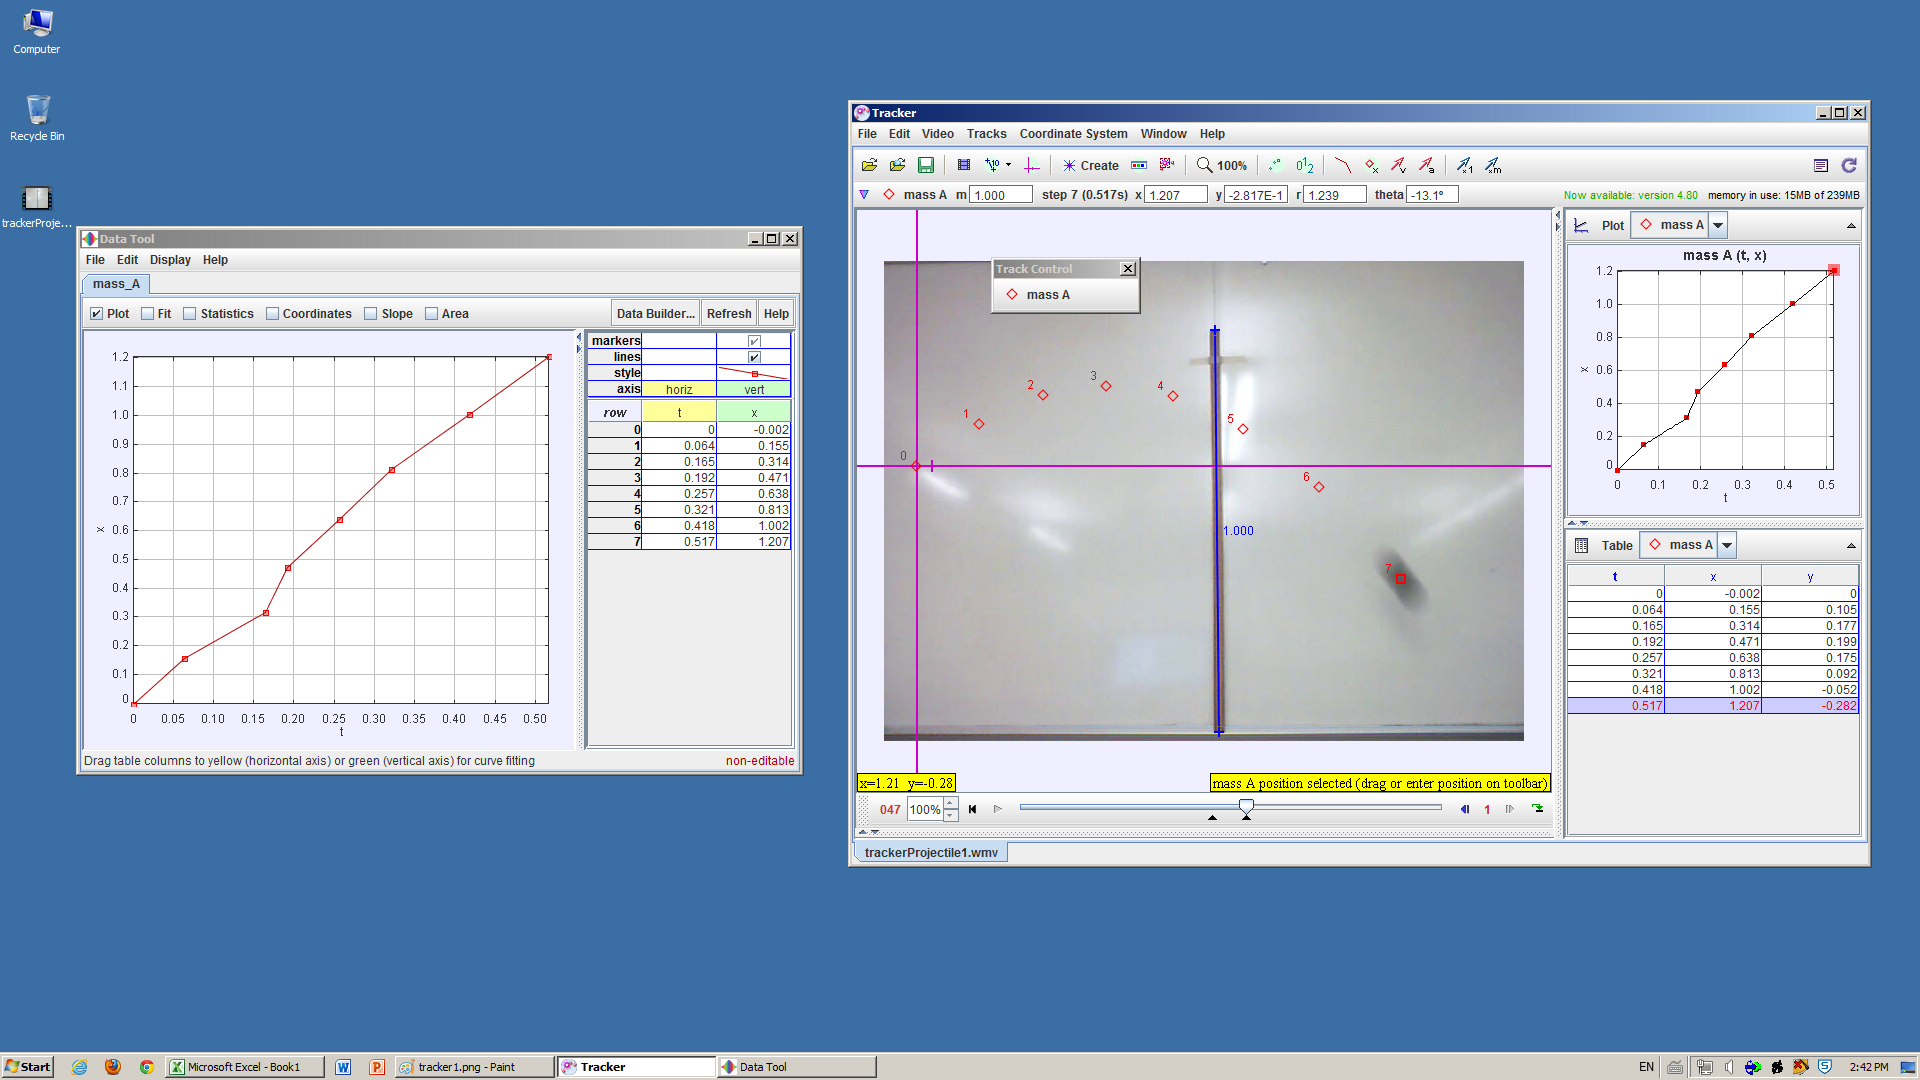 Computer
Recycle Bin
trackerProje...
Data Tool
File Edit Display Help
mass_A
Plot Fit Statistics Coordinates Slope Area Data Builder... Refresh Help
markers
lines
style
axis horiz vert
row t x
0 0 -0.002
1 0.064 0.155
2 0.165 0.314
3 0.192 0.471
4 0.257 0.638
5 0.321 0.813
6 0.418 1.002
7 0.517 1.207
1.2
1.1
1.0
0.9
0.8
0.7
x
0.6
0.5
0.4
0.3
0.2
0.1
0
0 0.05 0.10 0.15 0.20 0.25 0.30 0.35 0.40 0.45 0.50
t
Drag table columns to yellow (horizontal axis) or green (vertical axis) for curve fitting non-editable
Tracker
File Edit Video Tracks Coordinate System Window Help
Create 100%
mass A m 1.000 step 7 (0.517s) x 1.207 y -2.817E-1 r 1.239 theta -13.1° Now available: version 4.80 memory in use: 15MB of 239MB
Track Control
mass A
0
1
2
3
4
5
6
7
1.000
x=1.21 y=-0.28
mass A position selected (drag or enter position on toolbar)
047 100% 1
trackerProjectile1.wmv
Plot mass A
mass A (t, x)
1.2
1.0
0.8
x
0.6
0.4
0.2
0
0 0.1 0.2 0.3 0.4 0.5
t
Table mass A
t x y
0 -0.002 0
0.064 0.155 0.105
0.165 0.314 0.177
0.192 0.471 0.199
0.257 0.638 0.175
0.321 0.813 0.092
0.418 1.002 -0.052
0.517 1.207 -0.282
Start Microsoft Excel - Book1 tracker1.png - Paint Tracker Data Tool EN 2:42 PM